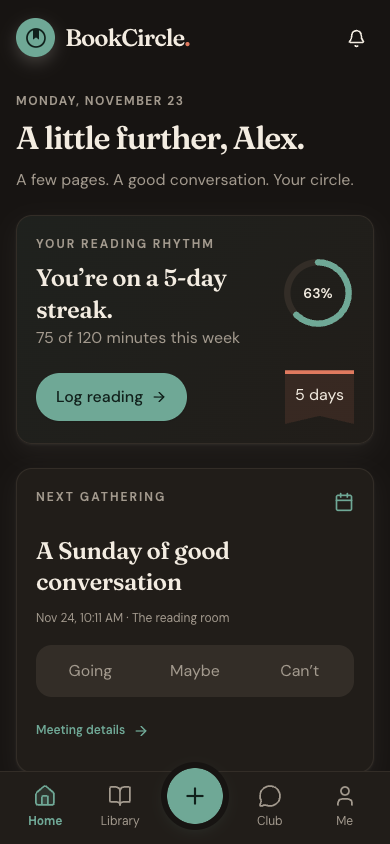 BookCircle.
MONDAY, NOVEMBER 23
A little further, Alex.
A few pages. A good conversation. Your circle.
YOUR READING RHYTHM
You’re on a 5-day
streak.
75 of 120 minutes this week
63%
Log reading →
5 days
NEXT GATHERING
A Sunday of good
conversation
Nov 24, 10:11 AM · The reading room
Going Maybe Can’t
Meeting details →
Home Library Club Me